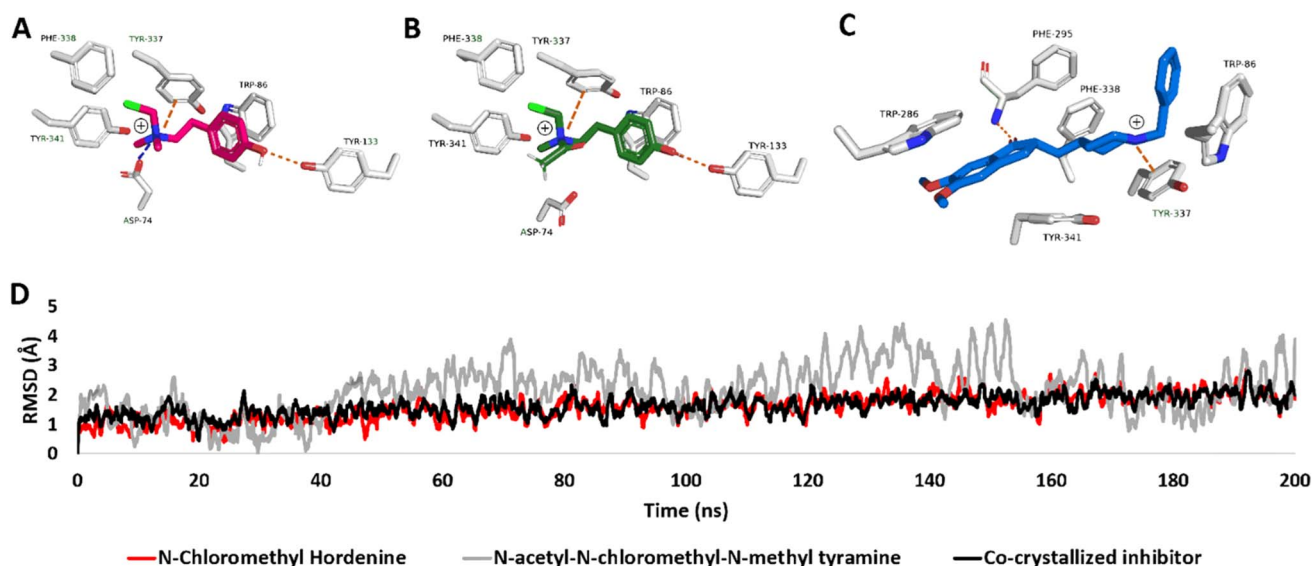 A
PHE-338
TYR-337
TRP-86
TYR-341
⊕
TYR-133
ASP-74
B
PHE-338
TYR-337
TRP-86
TYR-341
⊕
TYR-133
ASP-74
C
PHE-295
TRP-86
PHE-338
⊕
TRP-286
TYR-337
TYR-341
D
RMSD (Å)
5
4
3
2
1
0
0 20 40 60 80 100 120 140 160 180 200
Time (ns)
N-Chloromethyl Hordenine N-acetyl-N-chloromethyl-N-methyl tyramine Co-crystallized inhibitor